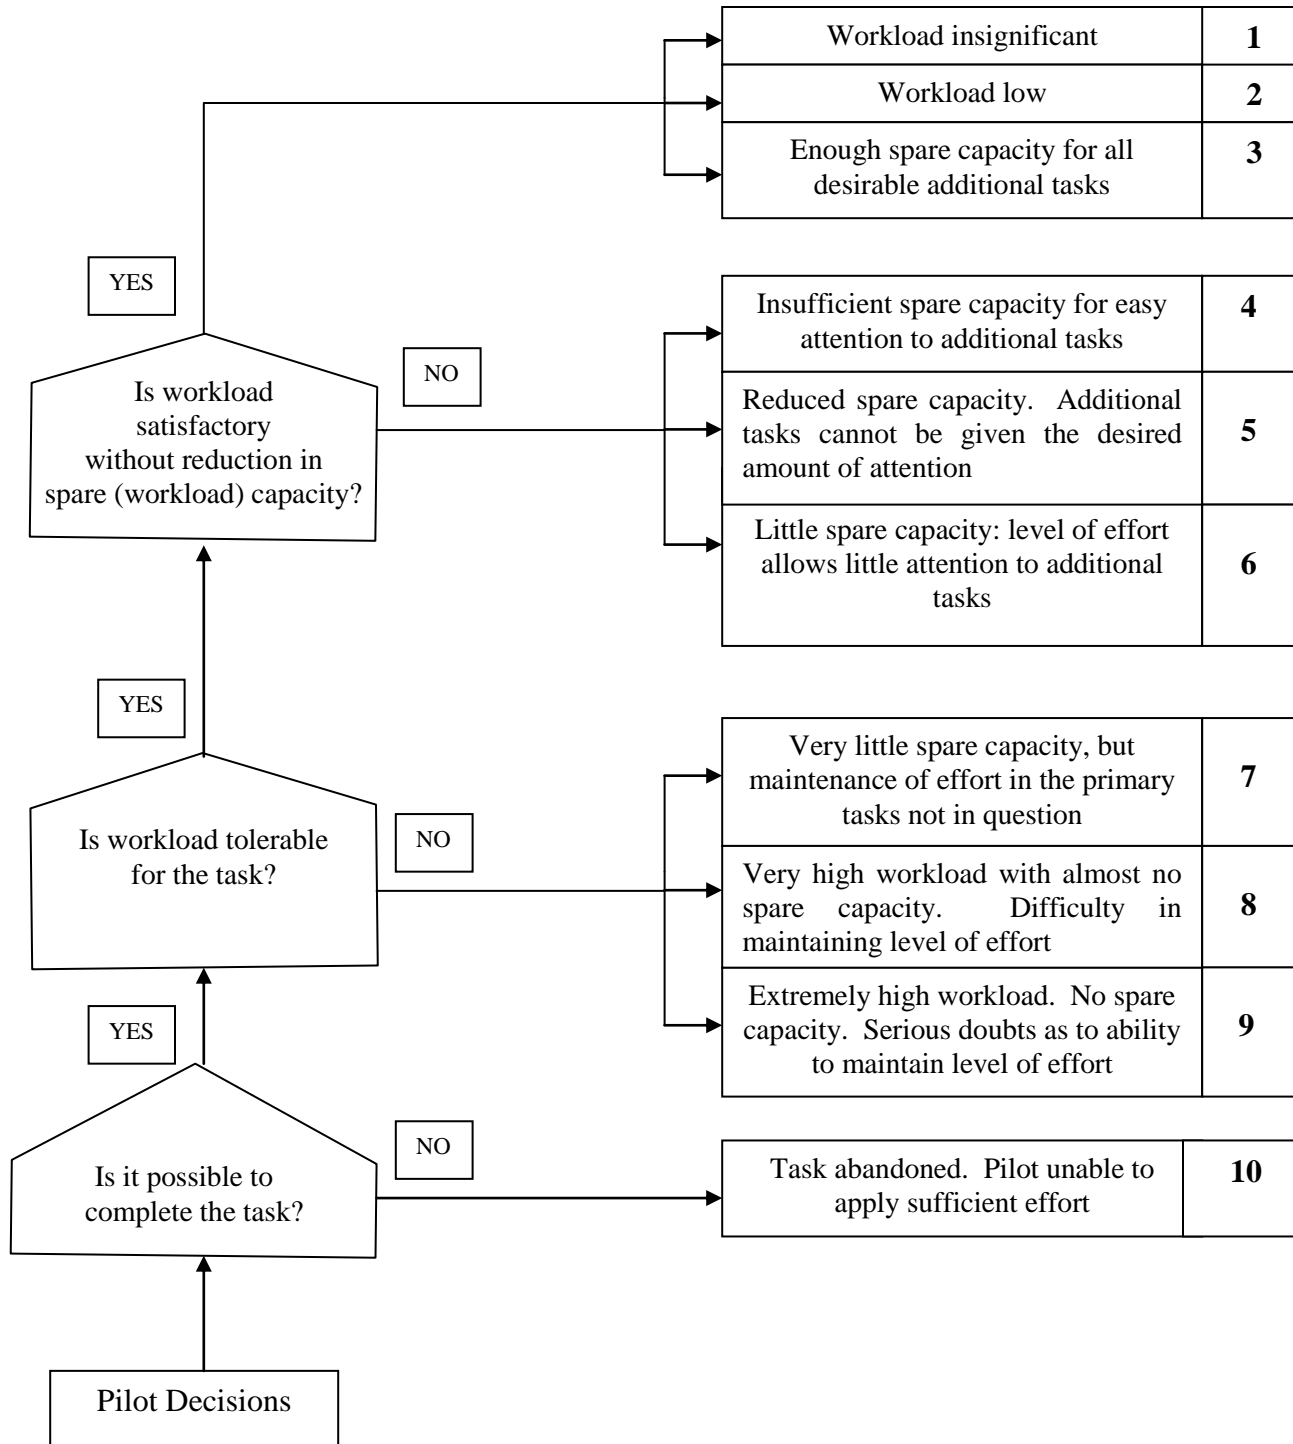 Workload insignificant 1
Workload low 2
Enough spare capacity for all 3
desirable additional tasks
YES
Insufficient spare capacity for easy 4
attention to additional tasks
NO
Is workload
satisfactory
without reduction in
spare (workload) capacity?
Reduced spare capacity. Additional
tasks cannot be given the desired 5
amount of attention
Little spare capacity: level of effort
allows little attention to additional 6
tasks
YES
Very little spare capacity, but
maintenance of effort in the primary 7
tasks not in question
NO
Is workload tolerable
for the task?
Very high workload with almost no
spare capacity. Difficulty in 8
maintaining level of effort
Extremely high workload. No spare
capacity. Serious doubts as to ability 9
to maintain level of effort
YES
NO
Is it possible to
complete the task?
Task abandoned. Pilot unable to 10
apply sufficient effort
Pilot Decisions